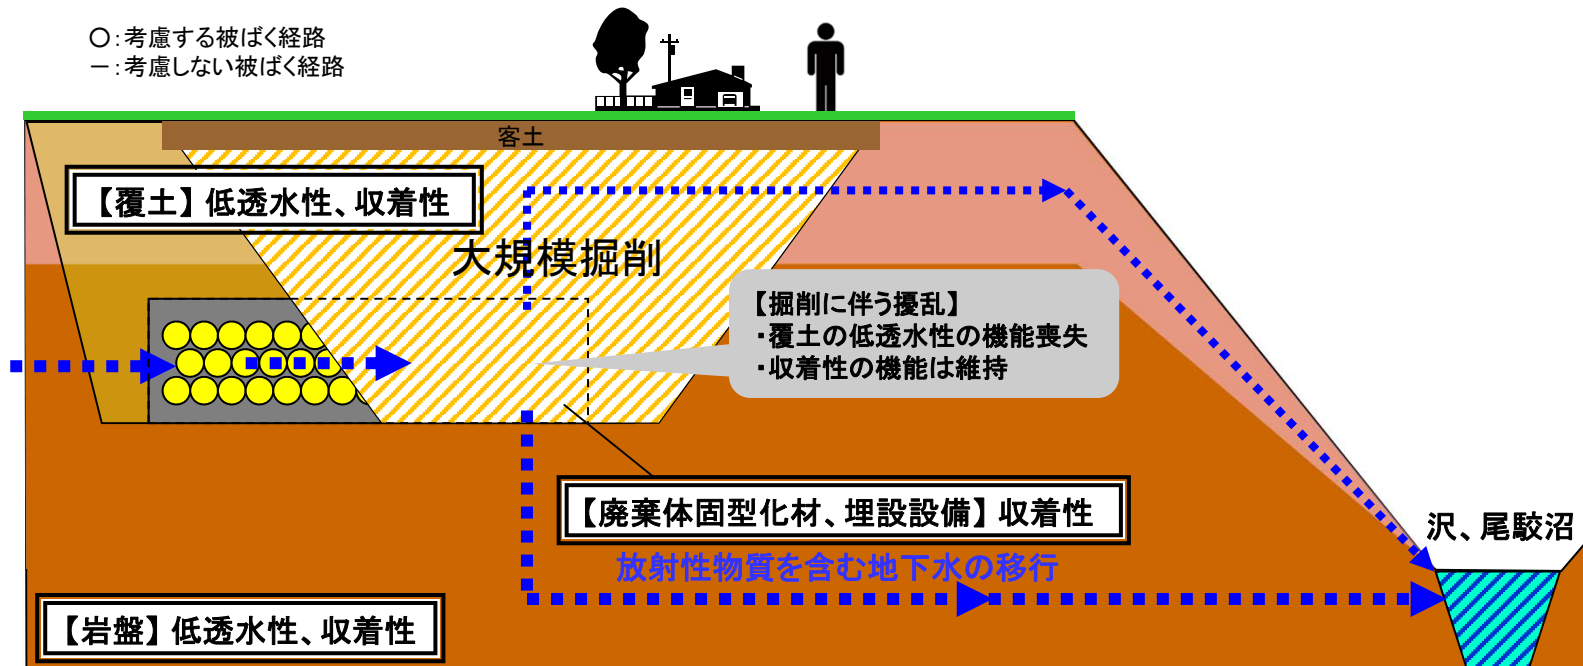 ○：考慮する被ばく経路
－：考慮しない被ばく経路
客土
【覆土】低透水性、収着性
大規模掘削
【掘削に伴う擾乱】
・覆土の低透水性の機能喪失
・収着性の機能は維持
【廃棄体固型化材、埋設設備】収着性
沢、尾駮沼
放射性物質を含む地下水の移行
【岩盤】低透水性、収着性